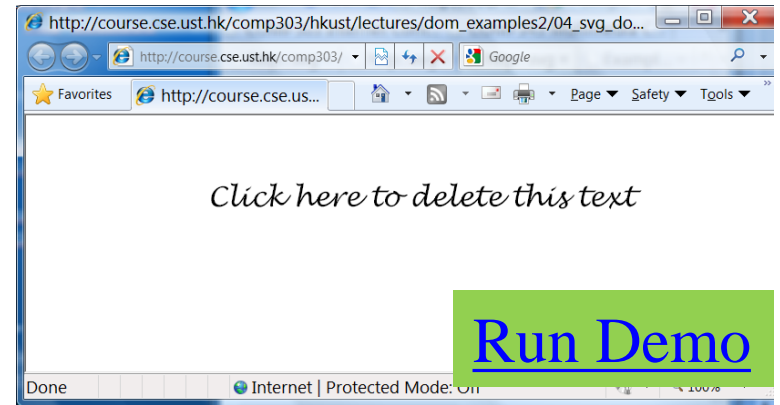 http://course.cse.ust.hk/comp303/hkust/lectures/dom_examples2/04_svg_do...
http://course.cse.ust.hk/comp303/ Google
Favorites http://course.cse.us... Page Safety Tools »
Click here to delete this text
Run Demo
Done Internet | Protected Mode: Off 100%